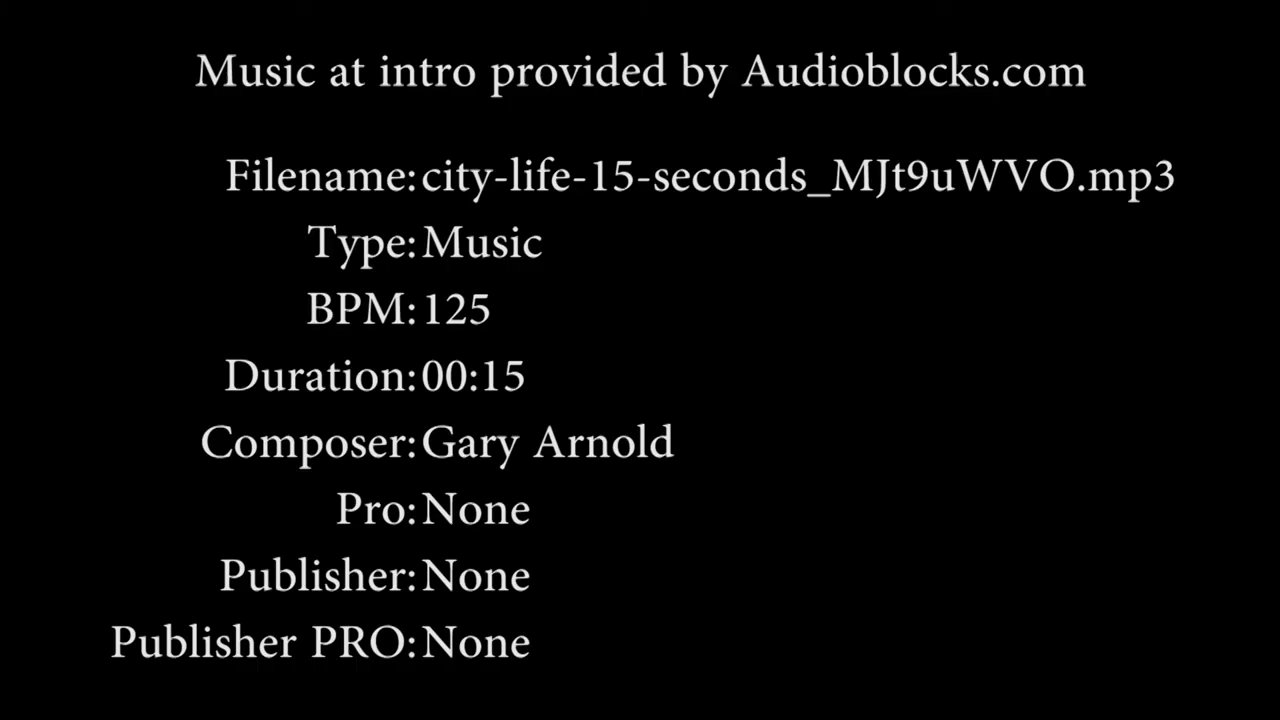 Music at intro provided by Audioblocks.com
Filename: city-life-15-seconds_MJt9uWVO.mp3
Type: Music
BPM: 125
Duration: 00:15
Composer: Gary Arnold
Pro: None
Publisher: None
Publisher PRO: None